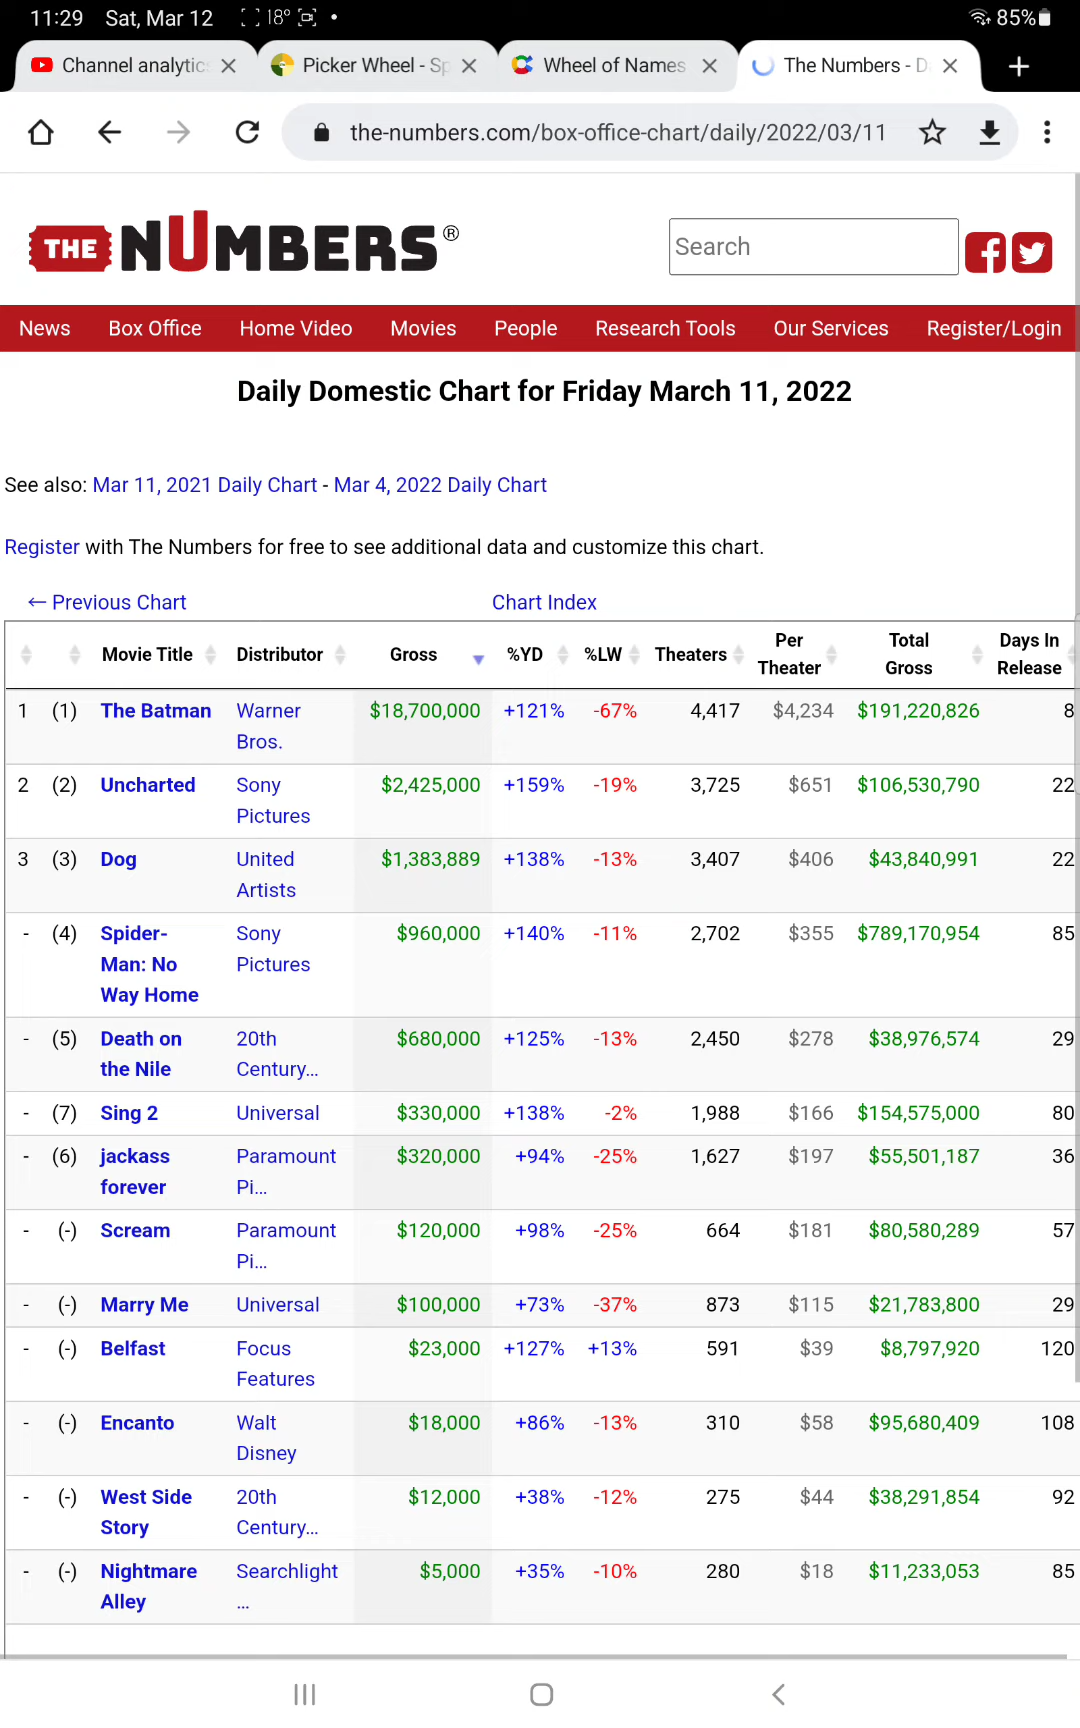 11:29 Sat, Mar 12 18° • 85%
Channel analytic Picker Wheel - Sp Wheel of Names The Numbers - D
the-numbers.com/box-office-chart/daily/2022/03/11
THE NUMBERS®
Search
News Box Office Home Video Movies People Research Tools Our Services Register/Login
Daily Domestic Chart for Friday March 11, 2022
See also: Mar 11, 2021 Daily Chart - Mar 4, 2022 Daily Chart
Register with The Numbers for free to see additional data and customize this chart.
← Previous Chart Chart Index
Movie Title Distributor Gross %YD %LW Theaters Per Theater Total Gross Days In Release
1 (1) The Batman Warner $18,700,000 +121% -67% 4,417 $4,234 $191,220,826 8
Bros.
2 (2) Uncharted Sony $2,425,000 +159% -19% 3,725 $651 $106,530,790 22
Pictures
3 (3) Dog United $1,383,889 +138% -13% 3,407 $406 $43,840,991 22
Artists
- (4) Spider- Sony $960,000 +140% -11% 2,702 $355 $789,170,954 85
Man: No Pictures
Way Home
- (5) Death on 20th $680,000 +125% -13% 2,450 $278 $38,976,574 29
the Nile Century...
- (7) Sing 2 Universal $330,000 +138% -2% 1,988 $166 $154,575,000 80
- (6) jackass Paramount $320,000 +94% -25% 1,627 $197 $55,501,187 36
forever Pi...
- (-) Scream Paramount $120,000 +98% -25% 664 $181 $80,580,289 57
Pi...
- (-) Marry Me Universal $100,000 +73% -37% 873 $115 $21,783,800 29
- (-) Belfast Focus $23,000 +127% +13% 591 $39 $8,797,920 120
Features
- (-) Encanto Walt $18,000 +86% -13% 310 $58 $95,680,409 108
Disney
- (-) West Side 20th $12,000 +38% -12% 275 $44 $38,291,854 92
Story Century...
- (-) Nightmare Searchlight $5,000 +35% -10% 280 $18 $11,233,053 85
Alley ...